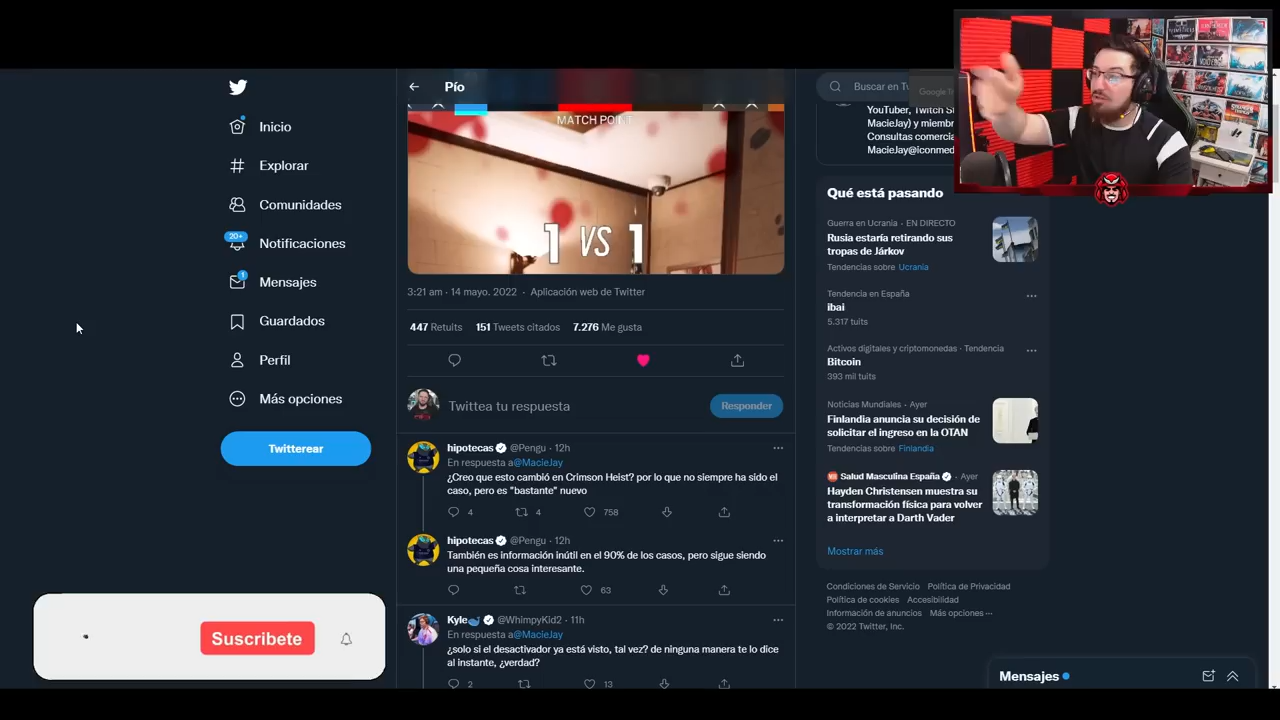 Inicio
Explorar
Comunidades
20+
Notificaciones
1
Mensajes
Guardados
Perfil
Más opciones
Twitterear
Suscribete
Pío
MATCH POINT
1 VS 1
3:21 am · 14 mayo. 2022 · Aplicación web de Twitter
447 Retuits 151 Tweets citados 7.276 Me gusta
Twittea tu respuesta
Responder
hipotecas @Pengu · 12h
En respuesta a@MacieJay
¿Creo que esto cambió en Crimson Heist? por lo que no siempre ha sido el
caso, pero es "bastante" nuevo
4 4 758
hipotecas @Pengu · 12h
También es información inútil en el 90% de los casos, pero sigue siendo
una pequeña cosa interesante.
63
Kyle @WhimpyKid2 · 11h
En respuesta a@MacieJay
¿solo si el desactivador ya está visto, tal vez? de ninguna manera te lo dice
al instante, ¿verdad?
2 13
Buscar en Tw
YouTuber, Twitch S
MacieJay) y miemb
Consultas comercia
MacieJay@iconmed
Qué está pasando
Guerra en Ucrania · EN DIRECTO
Rusia estaría retirando sus
tropas de Járkov
Tendencias sobre Ucrania
Tendencia en España
ibai
5.317 tuits
Activos digitales y criptomonedas · Tendencia
Bitcoin
393 mil tuits
Noticias Mundiales · Ayer
Finlandia anuncia su decisión de
solicitar el ingreso en la OTAN
Tendencias sobre Finlandia
Salud Masculina España · Ayer
Hayden Christensen muestra su
transformación física para volver
a interpretar a Darth Vader
Mostrar más
Condiciones de Servicio Política de Privacidad
Política de cookies Accesibilidad
Información de anuncios Más opciones
© 2022 Twitter, Inc.
Mensajes